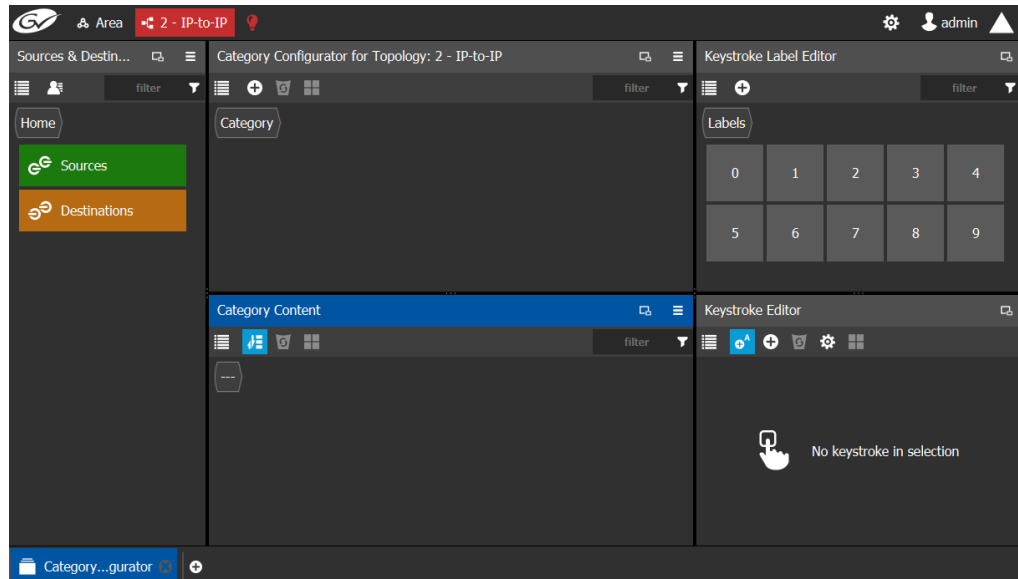 GV Area 2 - IP-to-IP admin
Sources & Destin...
filter
Home
Sources
Destinations
Category Configurator for Topology: 2 - IP-to-IP
filter
Category
Keystroke Label Editor
filter
Labels
0 1 2 3 4
5 6 7 8 9
Category Content
filter
---
Keystroke Editor
A
No keystroke in selection
Category...gurator